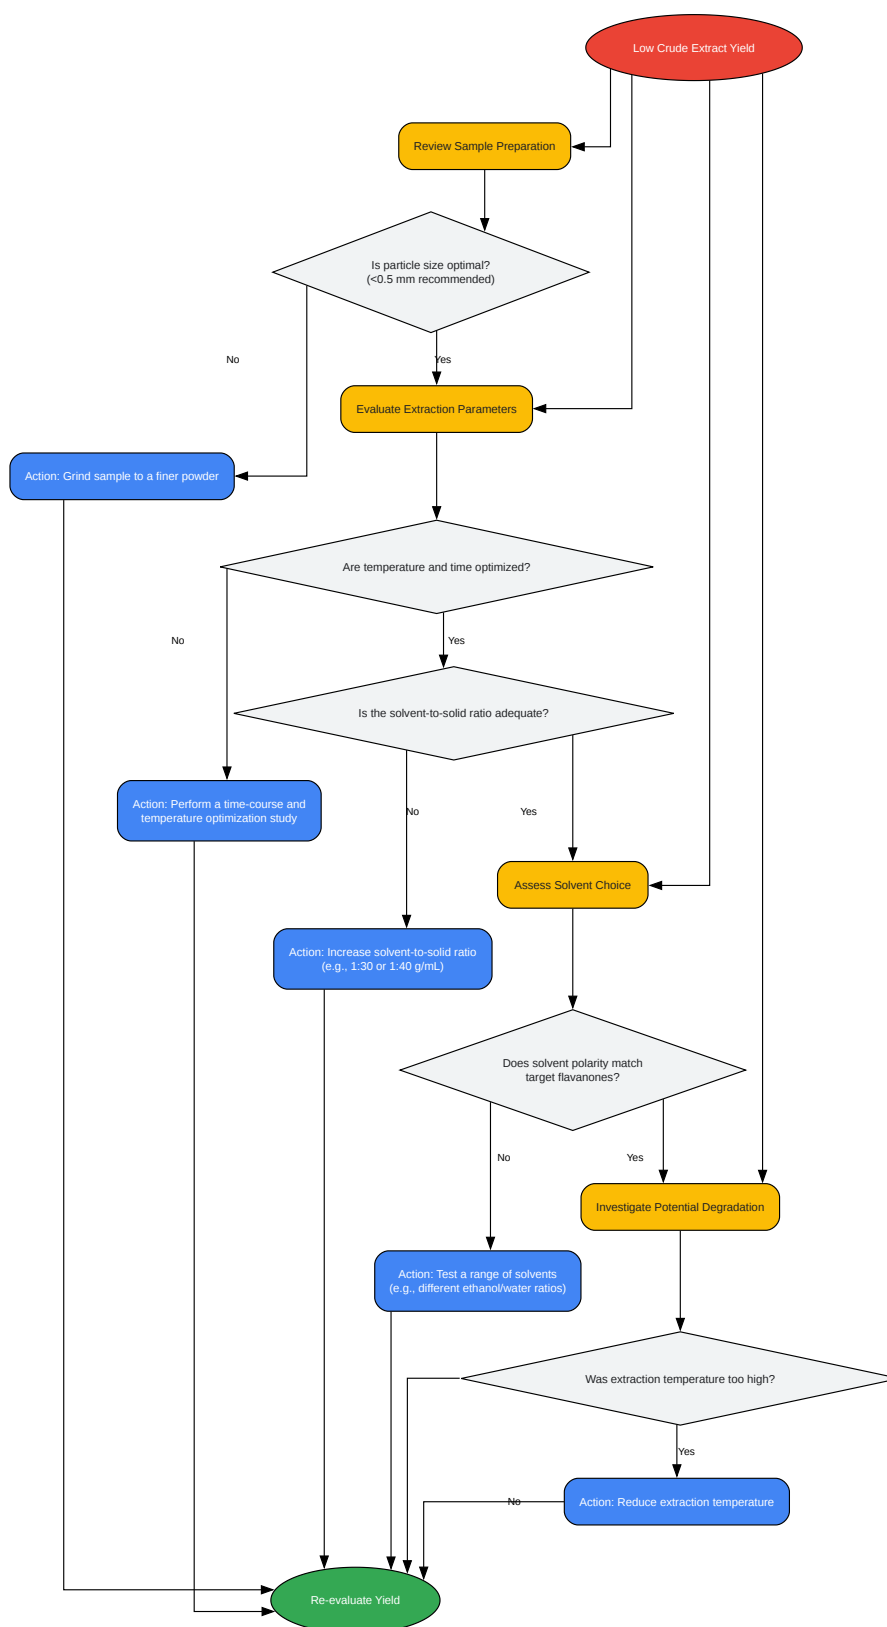 Low Crude Extract Yield
Review Sample Preparation
Is particle size optimal?
(<0.5 mm recommended)
No
Yes
Evaluate Extraction Parameters
Action: Grind sample to a finer powder
Are temperature and time optimized?
No
Yes
Is the solvent-to-solid ratio adequate?
Action: Perform a time-course and
temperature optimization study
No
Yes
Assess Solvent Choice
Action: Increase solvent-to-solid ratio
(e.g., 1:30 or 1:40 g/mL)
Does solvent polarity match
target flavanones?
No
Yes
Investigate Potential Degradation
Action: Test a range of solvents
(e.g., different ethanol/water ratios)
Was extraction temperature too high?
Yes
No
Action: Reduce extraction temperature
Re-evaluate Yield